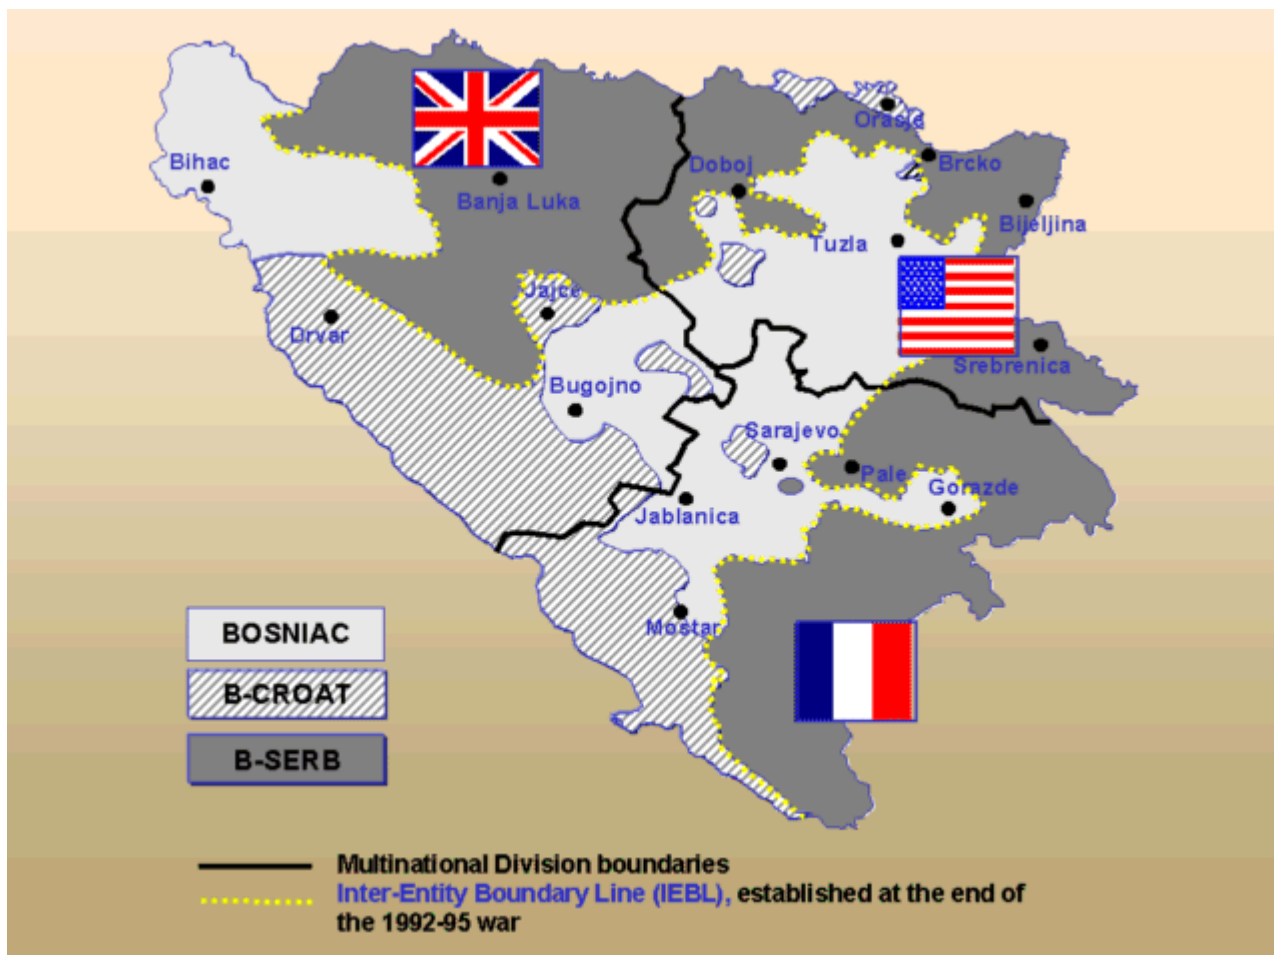 Orasje
Bihac
Doboj
Brcko
Banja Luka
Bijeljina
Tuzla
Jajce
Drvar
Srebrenica
Bugojno
Sarajevo
Pale
Gorazde
Jablanica
Mostar
BOSNIAC
B-CROAT
B-SERB
Multinational Division boundaries
Inter-Entity Boundary Line (IEBL), established at the end of
the 1992-95 war